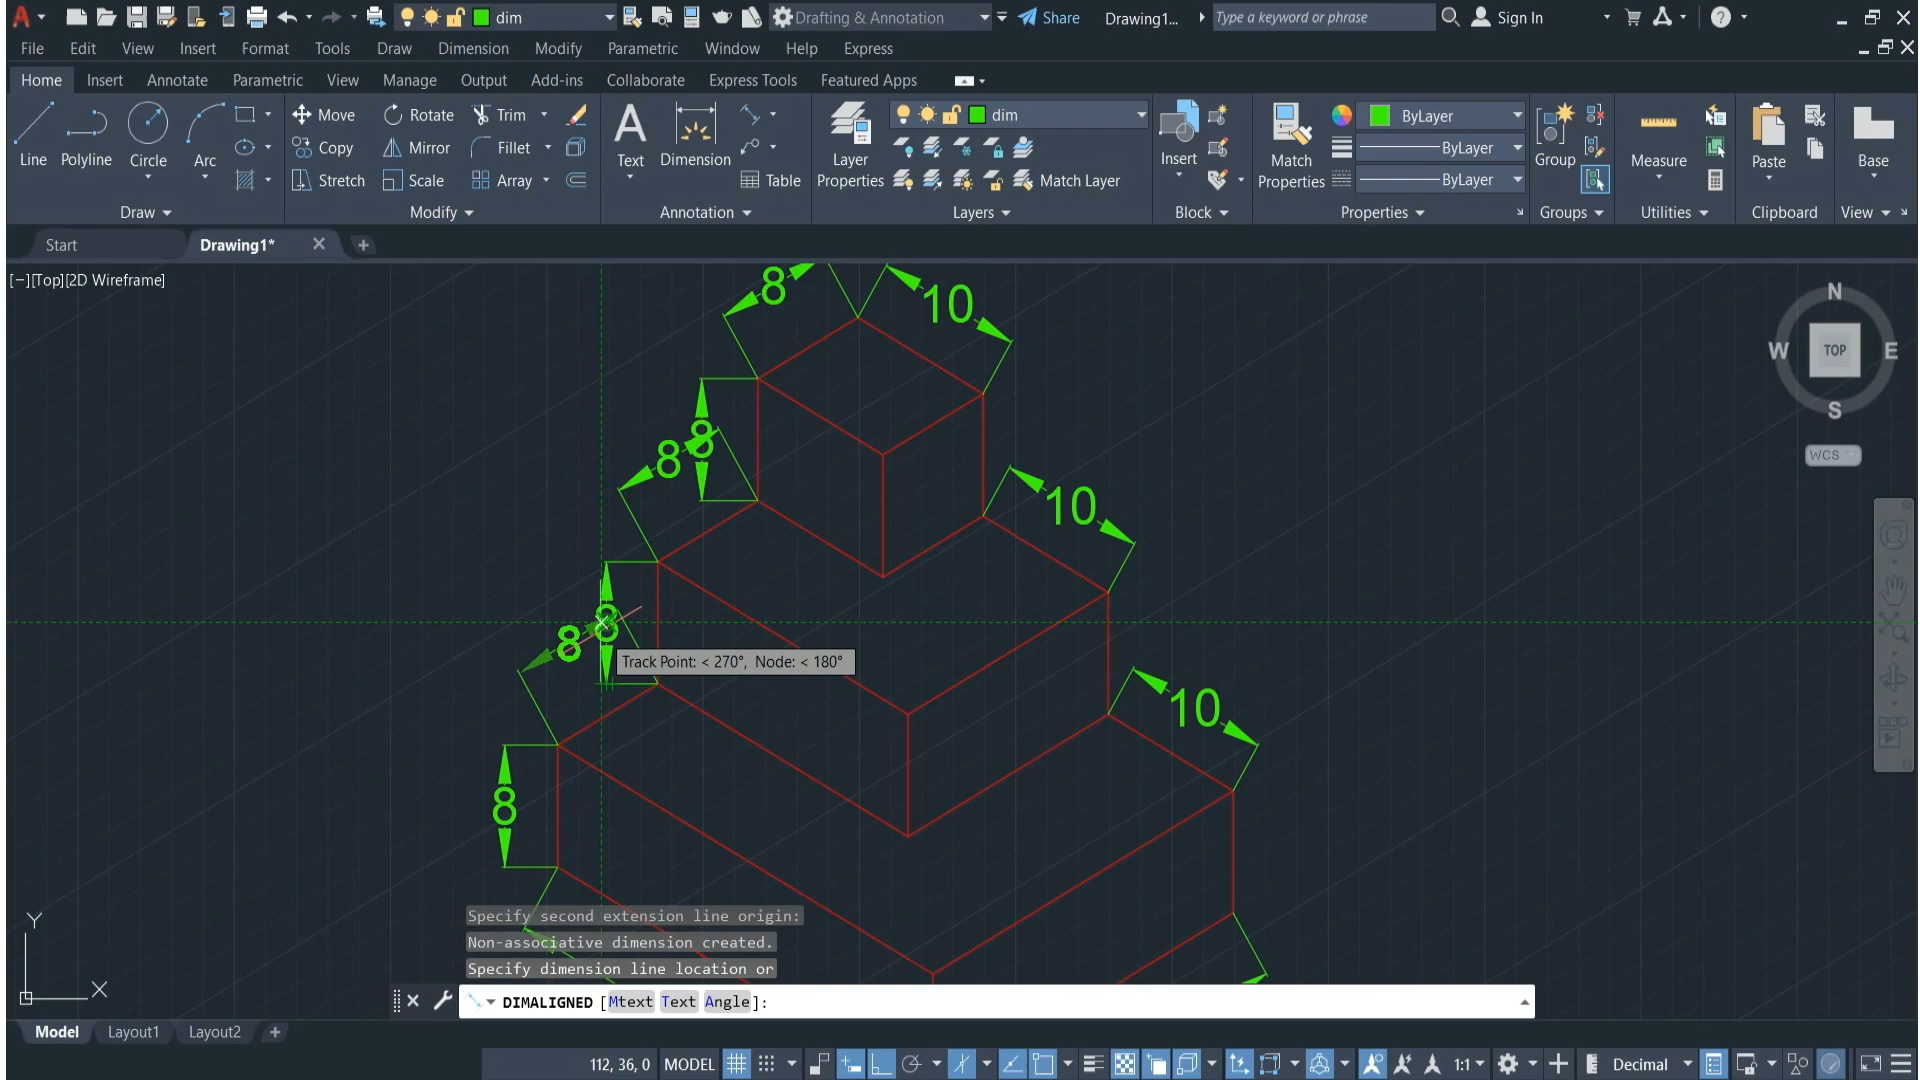 dim
Drafting & Annotation
Share
Drawing1...
Type a keyword or phrase
Sign In
File Edit View Insert Format Tools Draw Dimension Modify Parametric Window Help Express
Home Insert Annotate Parametric View Manage Output Add-ins Collaborate Express Tools Featured Apps
Line
Polyline
Circle
Arc
Draw
Move
Rotate
Trim
Copy
Mirror
Fillet
Stretch
Scale
Array
Modify
Text
Dimension
Table
Annotation
Layer
Properties
dim
Match Layer
Layers
Insert
Block
Match
Properties
ByLayer
ByLayer
ByLayer
Properties
Group
Groups
Measure
Utilities
Paste
Clipboard
Base
View
Start
Drawing1*
[−][Top][2D Wireframe]
N
W
TOP
E
S
WCS
8
10
8
8
10
8
8
10
8
Track Point: < 270°, Node: < 180°
Specify second extension line origin:
Non-associative dimension created.
Specify dimension line location or
DIMALIGNED [Mtext Text Angle]:
Y
X
Model Layout1 Layout2
112, 36, 0 MODEL
1:1
Decimal